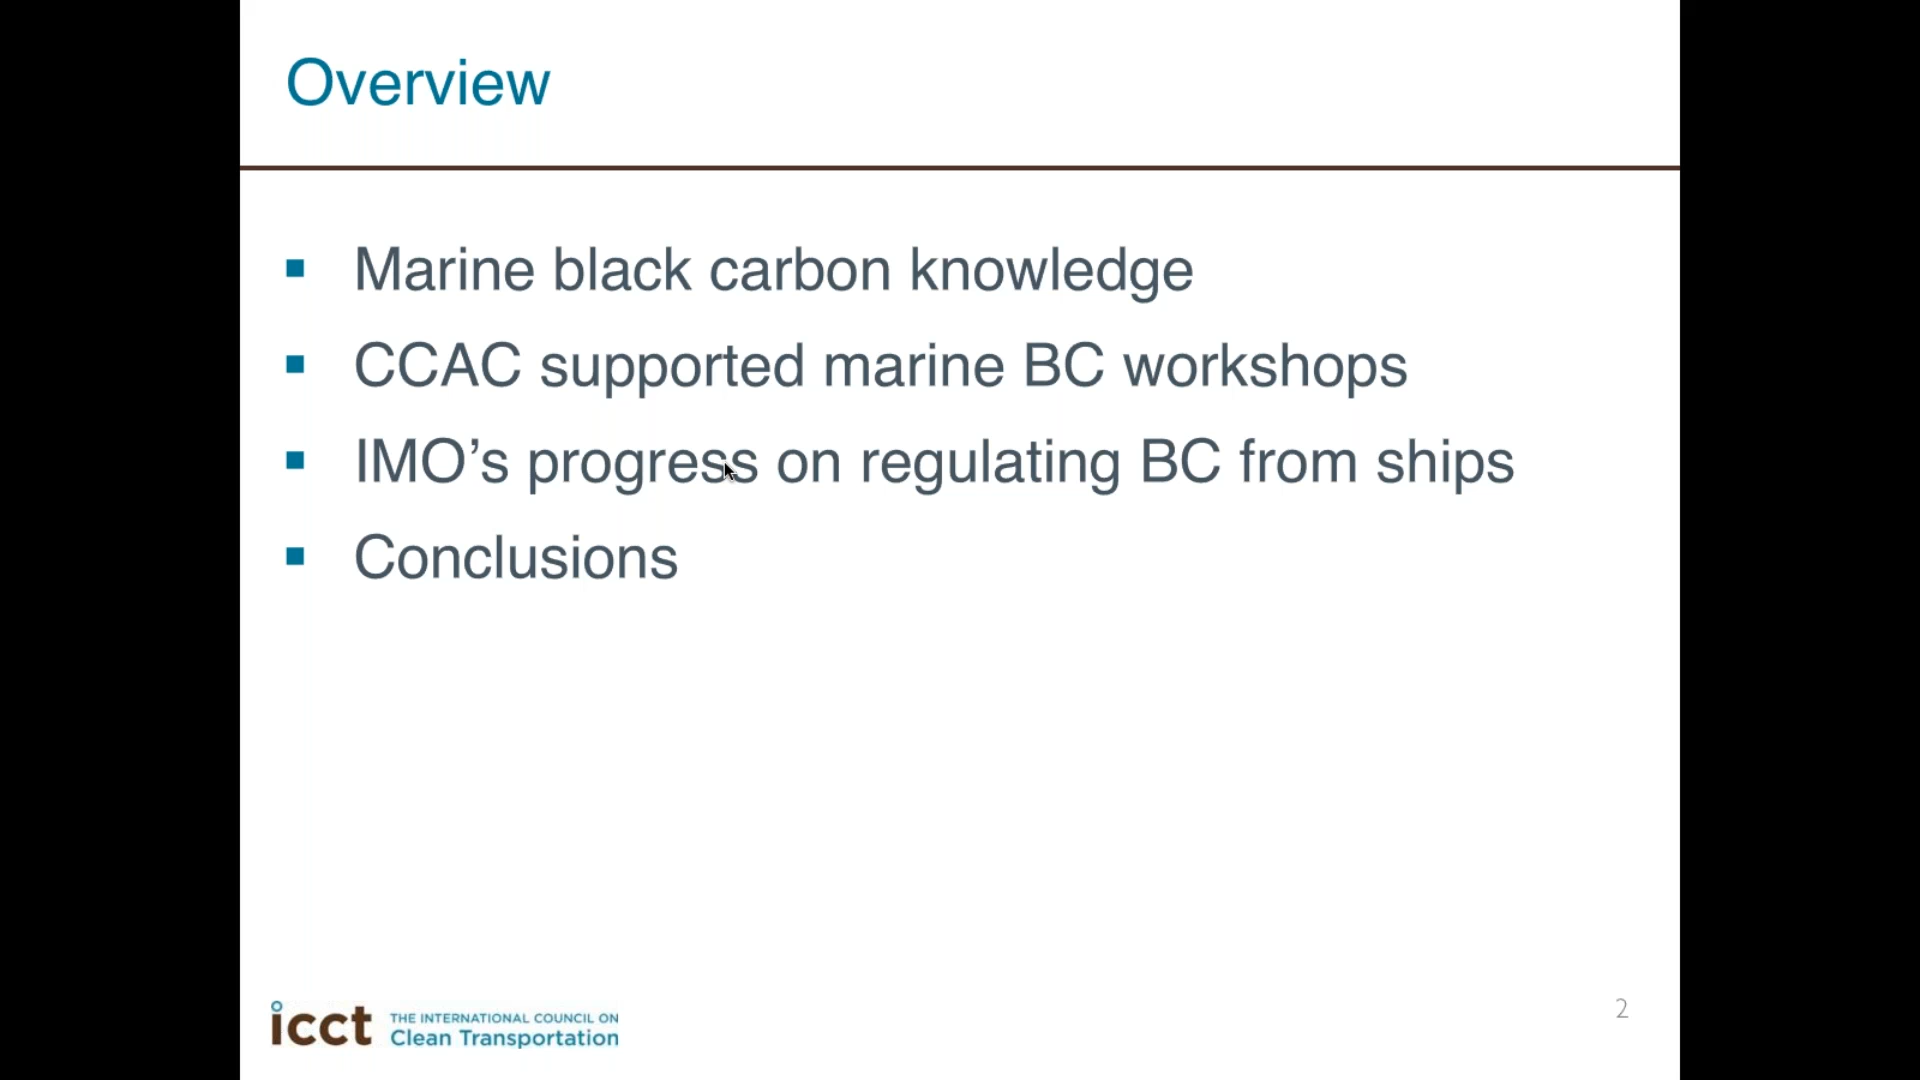 Overview
▪ Marine black carbon knowledge
▪ CCAC supported marine BC workshops
▪ IMO’s progress on regulating BC from ships
▪ Conclusions
icct THE INTERNATIONAL COUNCIL ON
Clean Transportation
2